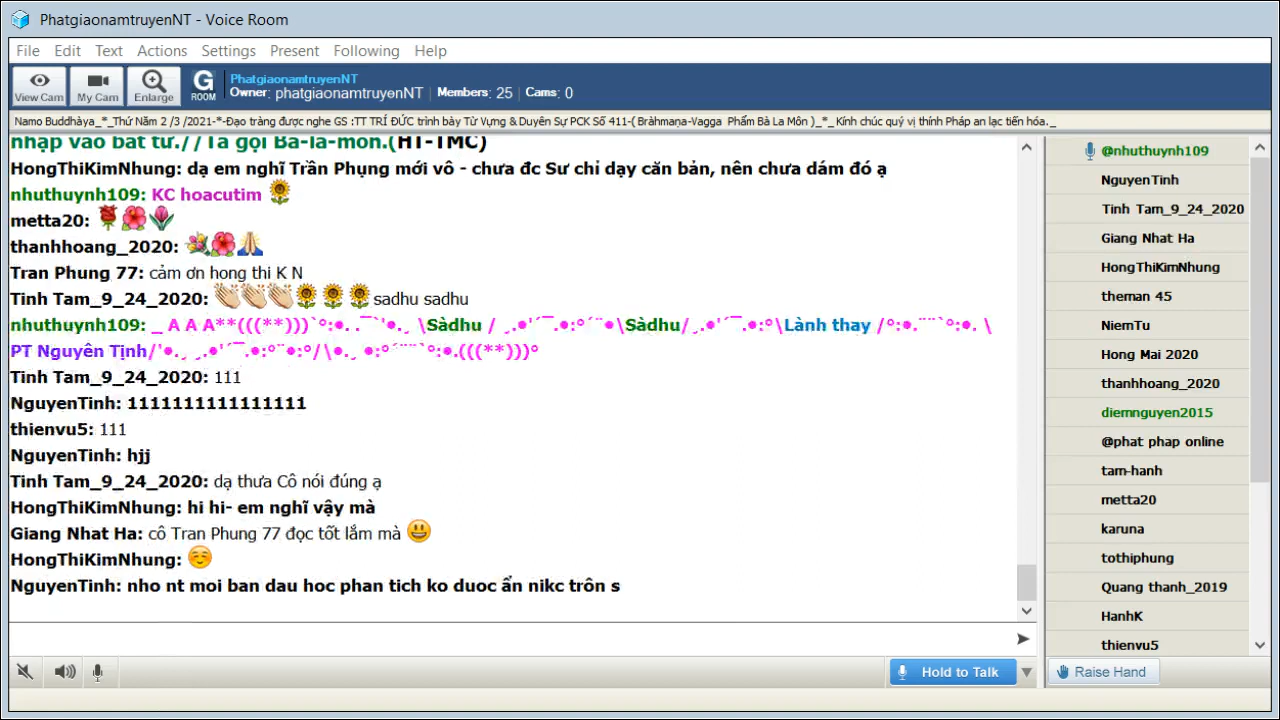 PhatgiaonamtruyenNT - Voice Room
File Edit Text Actions Settings Present Following Help
View Cam My Cam Enlarge G ROOM PhatgiaonamtruyenNT
Owner: phatgiaonamtruyenNT Members: 25 Cams: 0
Namo Buddhàya_*_Thứ Năm 2 /3 /2021-*-Đạo tràng được nghe GS :TT TRÍ ĐỨC trình bày Từ Vựng & Duyên Sự PCK Số 411-( Bràhmaṇa-Vagga Phẩm Bà La Môn )_*_ Kính chúc quý vị thính Pháp an lạc tiến hóa._
nhập vào bất tử.// Ta gọi Bà-la-môn.(HT-TMC)
HongThiKimNhung: dạ em nghĩ Trần Phụng mới vô - chưa đc Sư chỉ dạy căn bản, nên chưa dám đó ạ
nhuthuynh109: KC hoacutim 🌻
metta20: 🌹🌺🌷
thanhhoang_2020: 💐🌺🙏
Tran Phung 77: cảm ơn hong thi K N
Tinh Tam_9_24_2020: 👏👏👏🌻🌻🌻sadhu sadhu
nhuthuynh109: _ A A A**(((**)))`°:•. .¯`'•.¸ \Sàdhu / ¸.•'´¯.•:°´¨•\Sàdhu/¸.•'´¯.•:°\Lành thay /°:•.¨¨`°:•. \
PT Nguyên Tịnh/'•.¸ ¸.•'´¯.•:°¨•:°/\•.¸ •:°´¨¨`°:•.(((**)))°
Tinh Tam_9_24_2020: 111
NguyenTinh: 1111111111111111
thienvu5: 111
NguyenTinh: hjj
Tinh Tam_9_24_2020: dạ thưa Cô nói đúng ạ
HongThiKimNhung: hi hi- em nghĩ vậy mà
Giang Nhat Ha: cô Tran Phung 77 đọc tốt lắm mà 😃
HongThiKimNhung: ☺
NguyenTinh: nho nt moi ban dau hoc phan tich ko duoc ẩn nikc trôn s
Hold to Talk
@nhuthuynh109
NguyenTinh
Tinh Tam_9_24_2020
Giang Nhat Ha
HongThiKimNhung
theman 45
NiemTu
Hong Mai 2020
thanhhoang_2020
diemnguyen2015
@phat phap online
tam-hanh
metta20
karuna
tothiphung
Quang thanh_2019
HanhK
thienvu5
Raise Hand